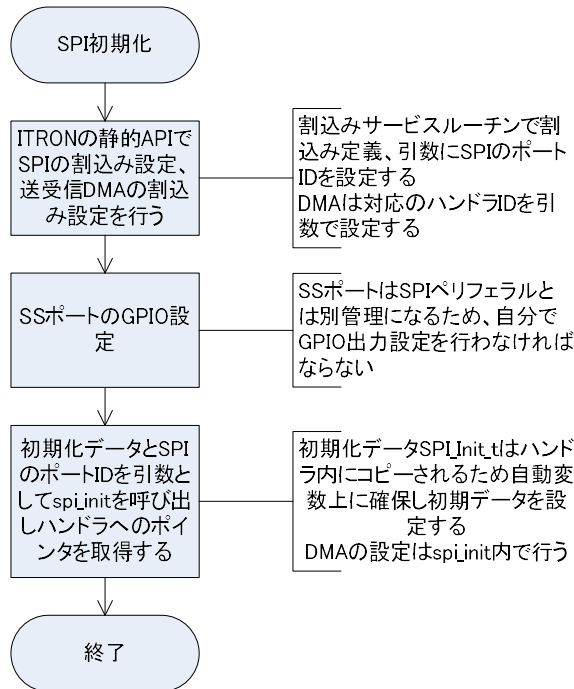 SPI初期化
ITRONの静的APIで
SPIの割込み設定、
送受信DMAの割込
み設定を行う
割込みサービスルーチンで割
込み定義、引数にSPIのポート
IDを設定する
DMAは対応のハンドラIDを引
数で設定する
SSポートのGPIO設
定
SSポートはSPIペリフェラルと
は別管理になるため、自分で
GPIO出力設定を行わなければ
ならない
初期化データとSPI
のポートIDを引数と
してspi_initを呼び出
しハンドラへのポイ
ンタを取得する
初期化データSPI_Init_tはハンド
ラ内にコピーされるため自動変
数上に確保し初期データを設
定する
DMAの設定はspi_init内で行う
終了